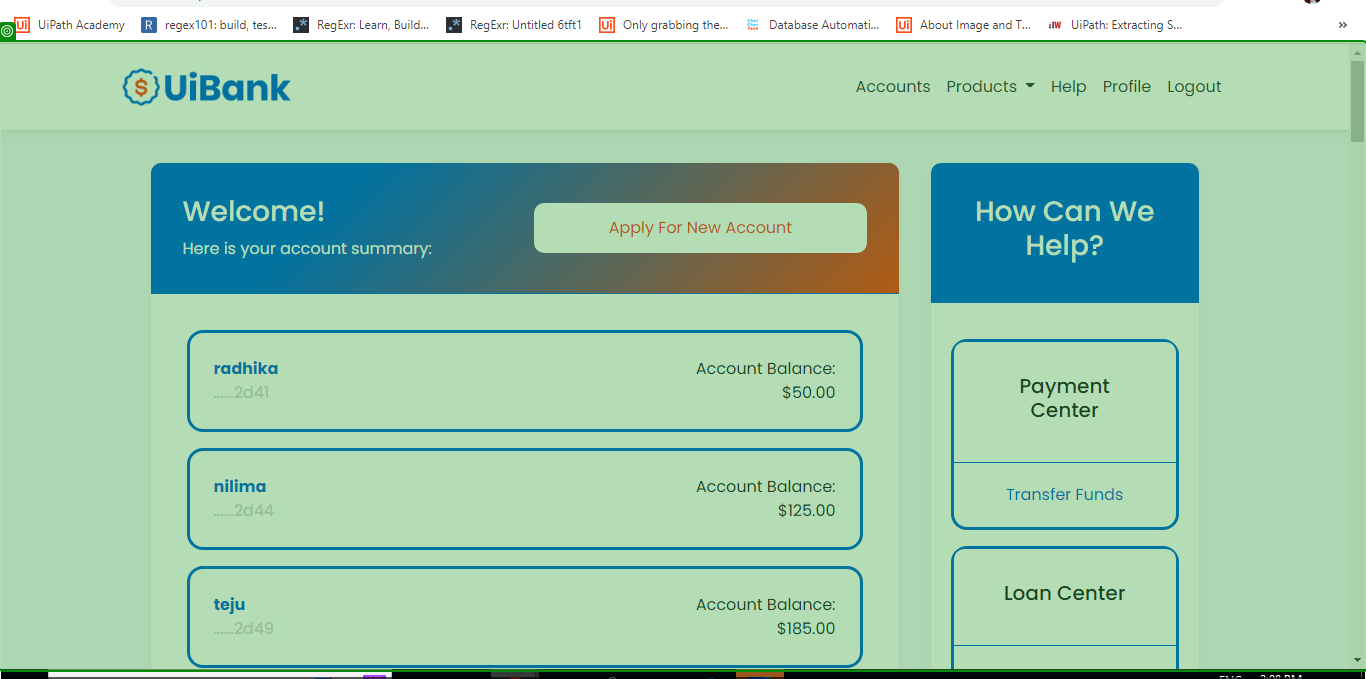 UiPath Academy
regex101: build, tes...
RegExr: Learn, Build...
RegExr: Untitled 6tft1
Only grabbing the...
Database Automati...
About Image and T...
UiPath: Extracting S...
»
UiBank
Accounts
Products
Help
Profile
Logout
Welcome!
Here is your account summary:
Apply For New Account
radhika
......2d41
Account Balance:
$50.00
nilima
......2d44
Account Balance:
$125.00
teju
......2d49
Account Balance:
$185.00
How Can We
Help?
Payment
Center
Transfer Funds
Loan Center